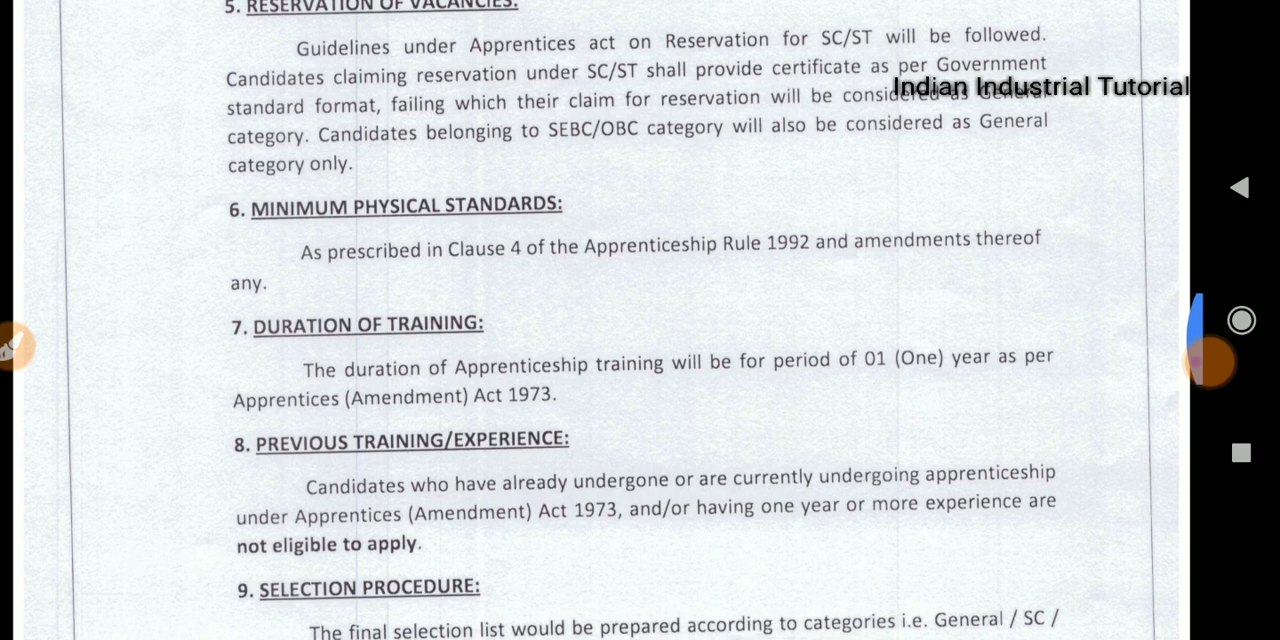 5. RESERVATION OF VACANCIES:
Guidelines under Apprentices act on Reservation for SC/ST will be followed.
Candidates claiming reservation under SC/ST shall provide certificate as per Government
Indian Industrial Tutorial
standard format, failing which their claim for reservation will be considered as General
category. Candidates belonging to SEBC/OBC category will also be considered as General
category only.
6. MINIMUM PHYSICAL STANDARDS:
As prescribed in Clause 4 of the Apprenticeship Rule 1992 and amendments thereof
any.
7. DURATION OF TRAINING:
The duration of Apprenticeship training will be for period of 01 (One) year as per
Apprentices (Amendment) Act 1973.
8. PREVIOUS TRAINING/EXPERIENCE:
Candidates who have already undergone or are currently undergoing apprenticeship
under Apprentices (Amendment) Act 1973, and/or having one year or more experience are
not eligible to apply.
9. SELECTION PROCEDURE:
The final selection list would be prepared according to categories i.e. General / SC /